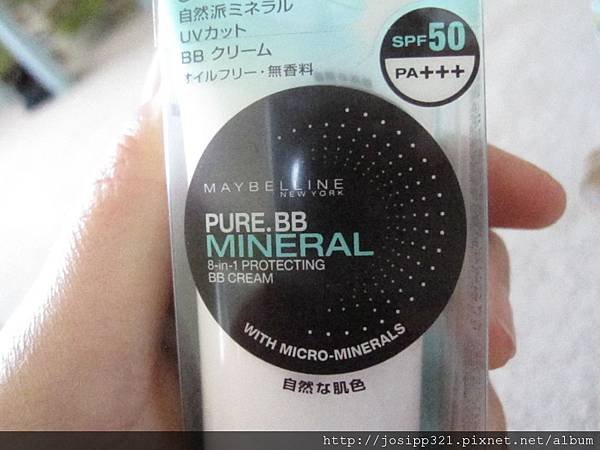 自然派ミネラル
UVカット
BB クリーム
オイルフリー・無香料
SPF50
PA+++
MAYBELLINE
NEW YORK
PURE.BB
MINERAL
8-in-1 PROTECTING
BB CREAM
WITH MICRO-MINERALS
自然な肌色
http://josipp321.pixnet.net/album